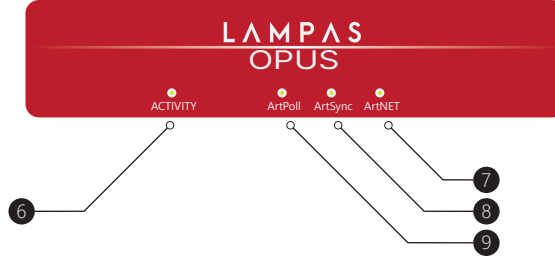 LAMPAS
OPUS
ACTIVITY ArtPoll ArtSync ArtNET
7
6 8
9